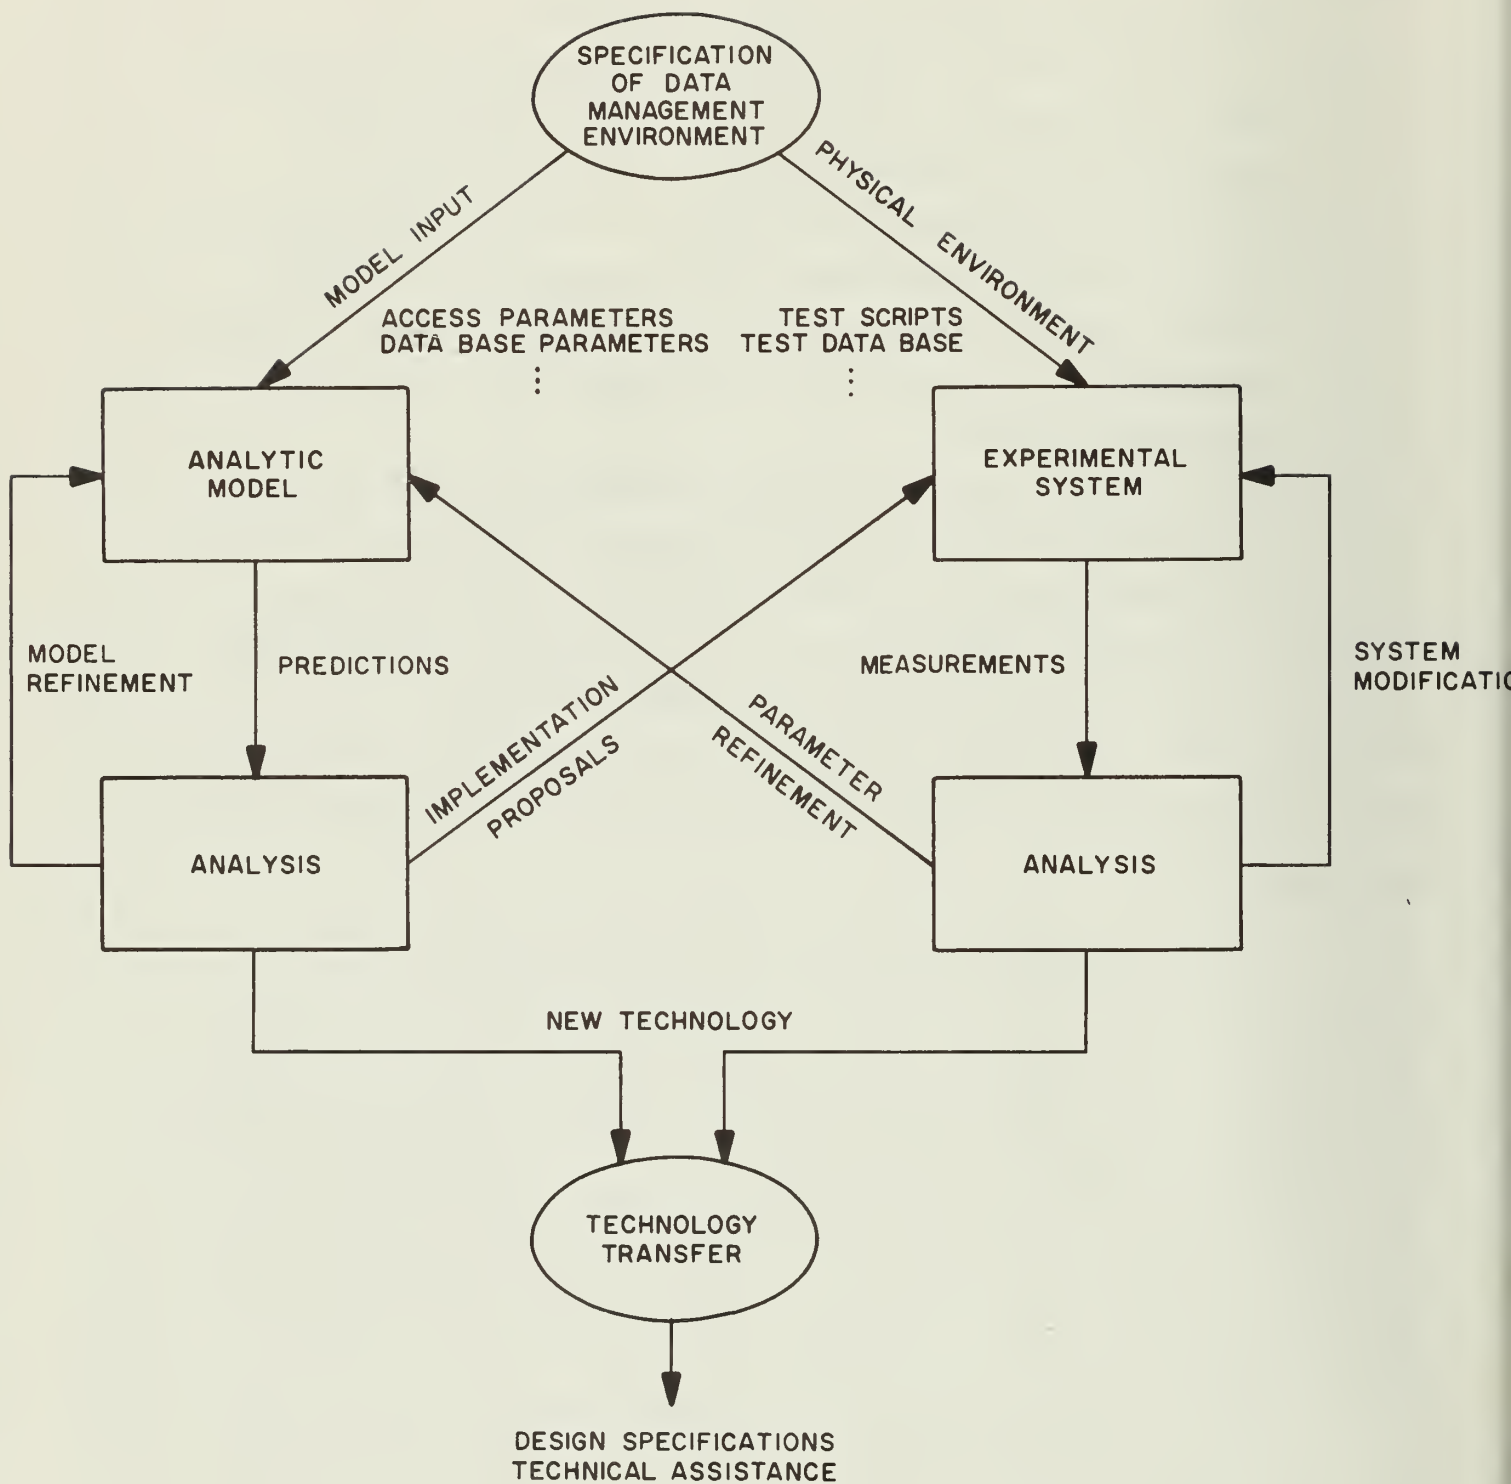 SPECIFICATION
OF DATA
MANAGEMENT
ENVIRONMENT
MODEL INPUT
PHYSICAL ENVIRONMENT
ACCESS PARAMETERS
DATA BASE PARAMETERS
TEST SCRIPTS
TEST DATA BASE
ANALYTIC
MODEL
EXPERIMENTAL
SYSTEM
MODEL
REFINEMENT
PREDICTIONS
MEASUREMENTS
SYSTEM
IMPLEMENTATION
PROPOSALS
PARAMETER
REFINEMENT
ANALYSIS
ANALYSIS
NEW TECHNOLOGY
TECHNOLOGY
TRANSFER
DESIGN SPECIFICATIONS
TECHNICAL ASSISTANCE